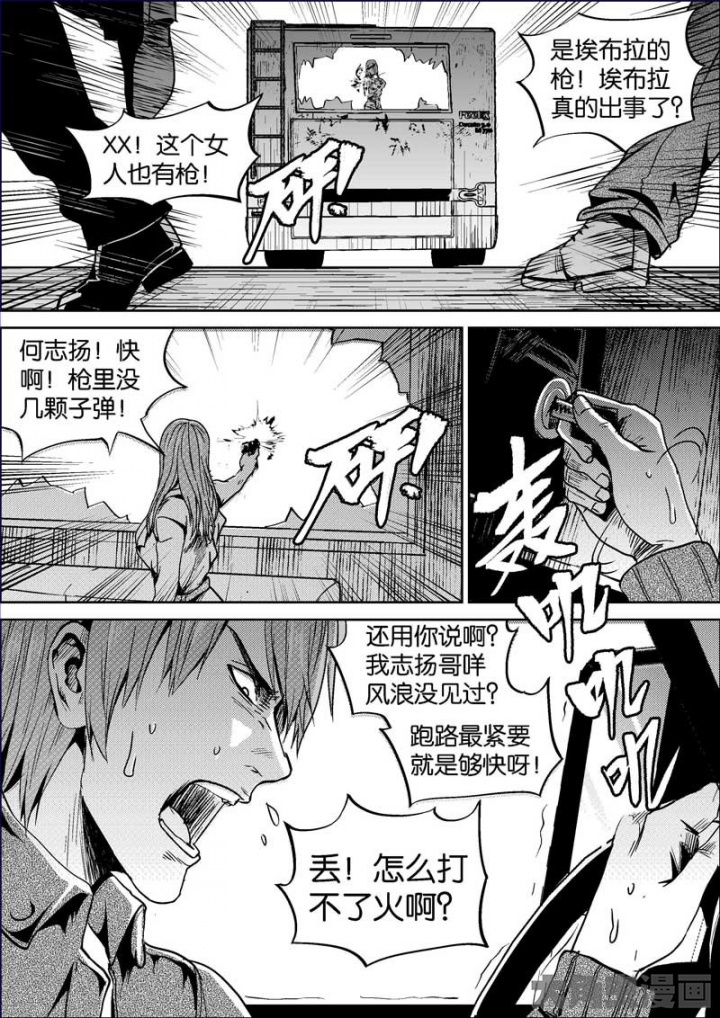 是埃布拉的
枪！埃布拉
真的出事了？
XX！这个女
人也有枪！
砰！
何志扬！快
啊！枪里没
几颗子弹！
砰！
轰
叽
叽
叽
还用你说啊？
我志扬哥咩
风浪没见过？
跑路最紧要
就是够快呀！
丢！怎么打
不了火啊？